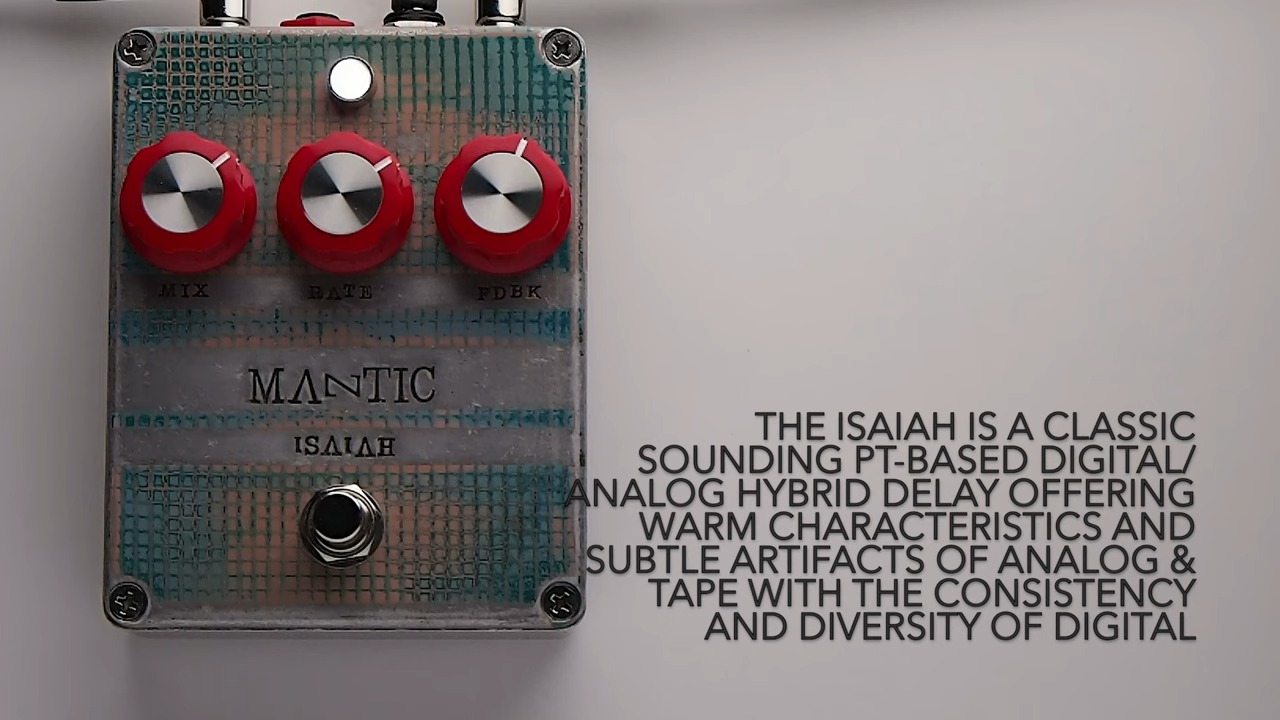 MIX RATE FDBK
MANTIC
ISAIAH
THE ISAIAH IS A CLASSIC
SOUNDING PT-BASED DIGITAL/
ANALOG HYBRID DELAY OFFERING
WARM CHARACTERISTICS AND
SUBTLE ARTIFACTS OF ANALOG &
TAPE WITH THE CONSISTENCY
AND DIVERSITY OF DIGITAL